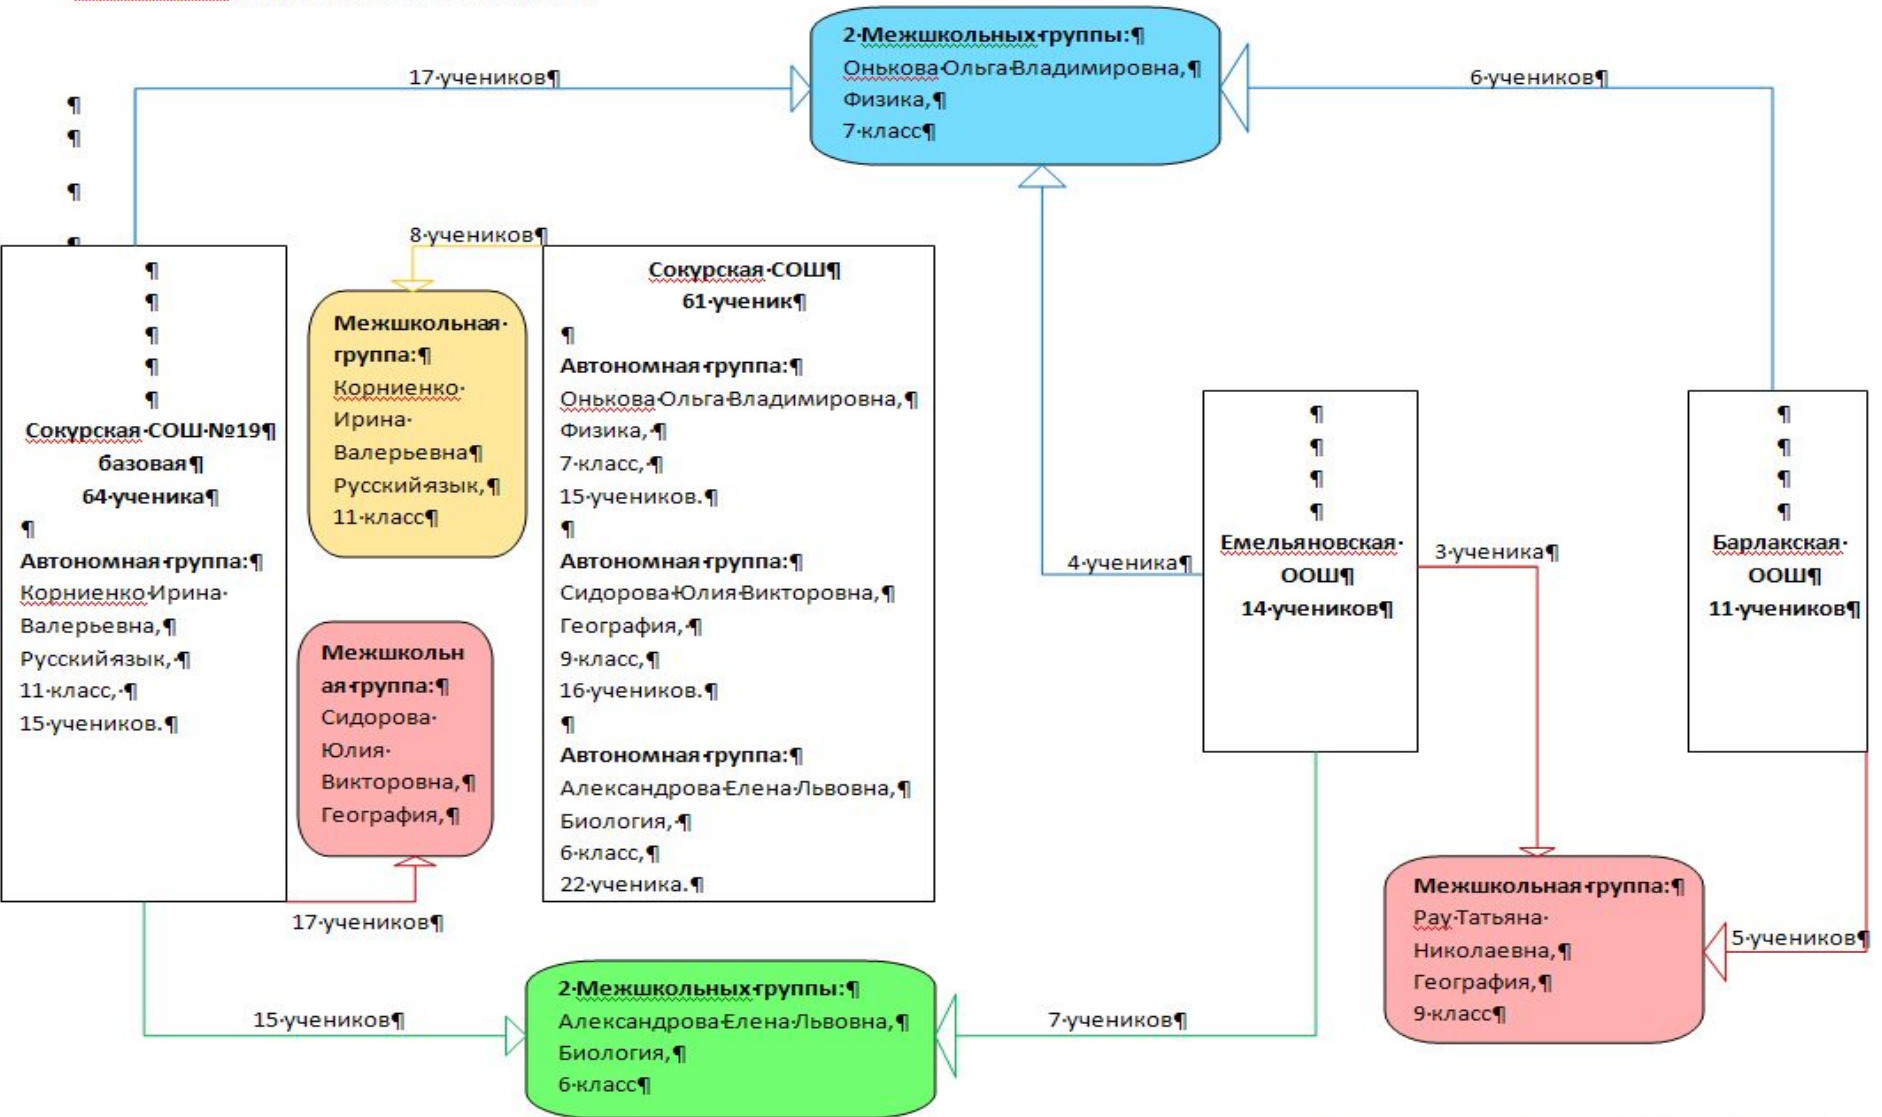 2 Межшкольных группы:
Онькова Ольга Владимировна,
Физика,
7 класс
17 учеников
6 учеников
8 учеников
Сокурская СОШ №19
базовая
64 ученика
Автономная группа:
Корниенко Ирина
Валерьевна,
Русский язык,
11 класс,
15 учеников.
Межшкольная
группа:
Корниенко
Ирина
Валерьевна
Русский язык,
11 класс
Межшкольн
ая группа:
Сидорова
Юлия
Викторовна,
География,
17 учеников
Сокурская СОШ
61 ученик
Автономная группа:
Онькова Ольга Владимировна,
Физика,
7 класс,
15 учеников.
Автономная группа:
Сидорова Юлия Викторовна,
География,
9 класс,
16 учеников.
Автономная группа:
Александрова Елена Львовна,
Биология,
6 класс,
22 ученика.
4 ученика
Емельяновская
ООШ
14 учеников
3 ученика
Барлакская
ООШ
11 учеников
Межшкольная группа:
Рау Татьяна
Николаевна,
География,
9 класс
5 учеников
15 учеников
2 Межшкольных группы:
Александрова Елена Львовна,
Биология,
6 класс
7 учеников